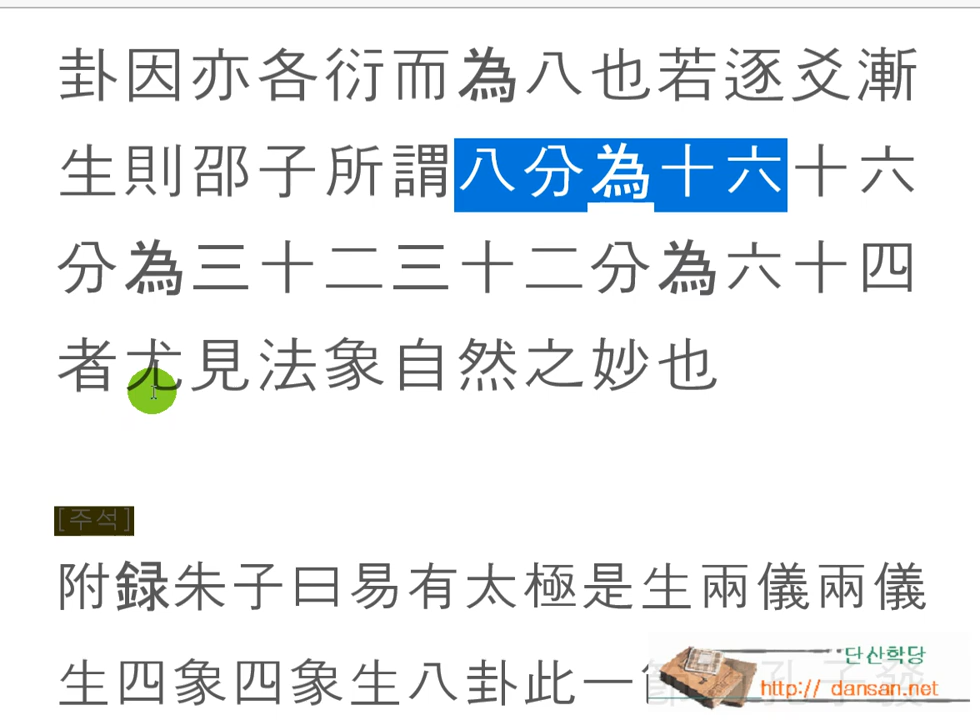 卦因亦各衍而為八也若逐爻漸
生則邵子所謂八分為十六十六
分為三十二三十二分為六十四
者尤見法象自然之妙也
[주석]
附録朱子曰易有太極是生兩儀兩儀
生四象四象生八卦此一節孔子發
단산학당
http:// dansan.net